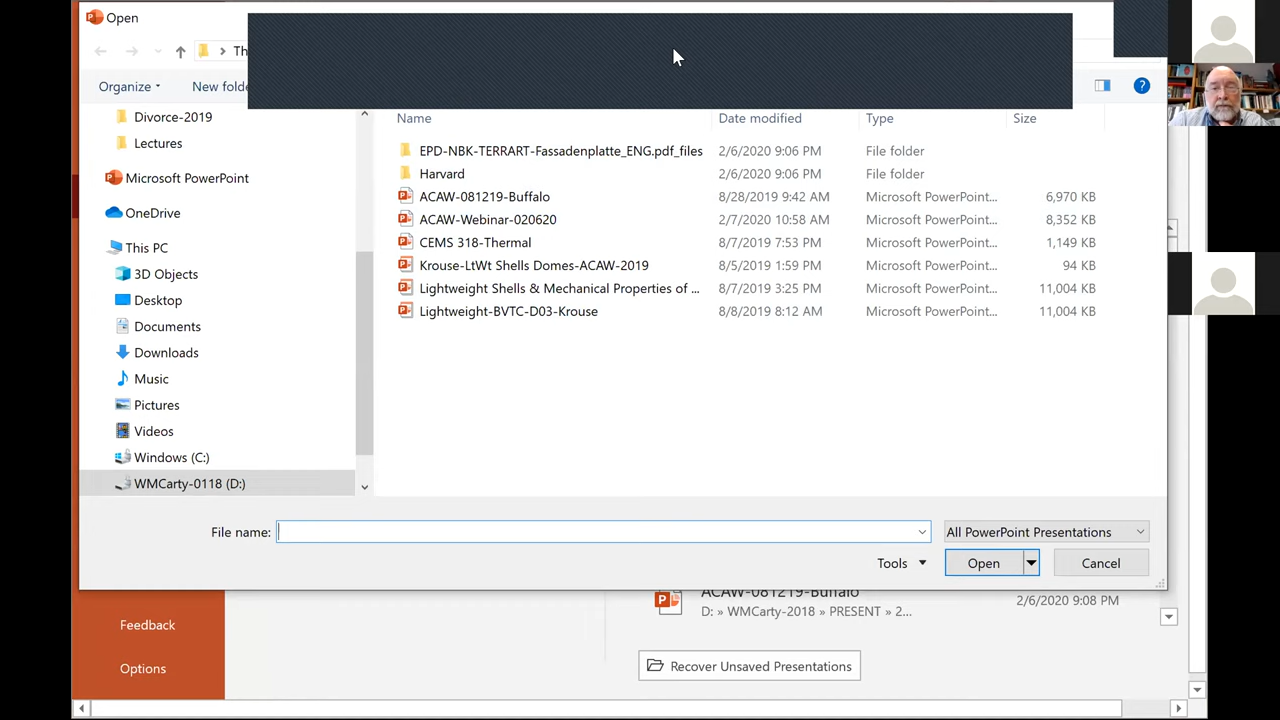 Open
Th
Organize
New folde
Name Date modified Type Size
Divorce-2019
Lectures
Microsoft PowerPoint
OneDrive
This PC
3D Objects
Desktop
Documents
Downloads
Music
Pictures
Videos
Windows (C:)
WMCarty-0118 (D:)
EPD-NBK-TERRART-Fassadenplatte_ENG.pdf_files 2/6/2020 9:06 PM File folder
Harvard 2/6/2020 9:06 PM File folder
ACAW-081219-Buffalo 8/28/2019 9:42 AM Microsoft PowerPoint... 6,970 KB
ACAW-Webinar-020620 2/7/2020 10:58 AM Microsoft PowerPoint... 8,352 KB
CEMS 318-Thermal 8/7/2019 7:53 PM Microsoft PowerPoint... 1,149 KB
Krouse-LtWt Shells Domes-ACAW-2019 8/5/2019 1:59 PM Microsoft PowerPoint... 94 KB
Lightweight Shells & Mechanical Properties of ... 8/7/2019 3:25 PM Microsoft PowerPoint... 11,004 KB
Lightweight-BVTC-D03-Krouse 8/8/2019 8:12 AM Microsoft PowerPoint... 11,004 KB
File name:
All PowerPoint Presentations
Tools
Open
Cancel
ACAW-081219-Buffalo
D: » WMCarty-2018 » PRESENT » 2...
2/6/2020 9:08 PM
Feedback
Options
Recover Unsaved Presentations